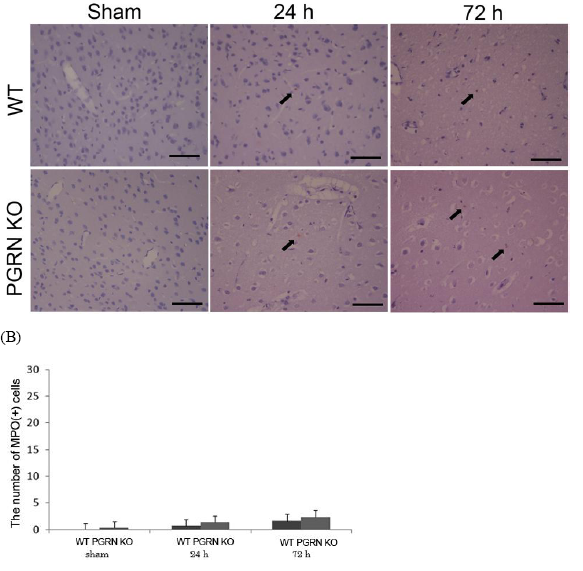 Sham 24 h 72 h
WT
PGRN KO
(B)
The number of MPO(+) cells
30
25
20
15
10
5
0
WT PGRN KO WT PGRN KO WT PGRN KO
sham 24 h 72 h